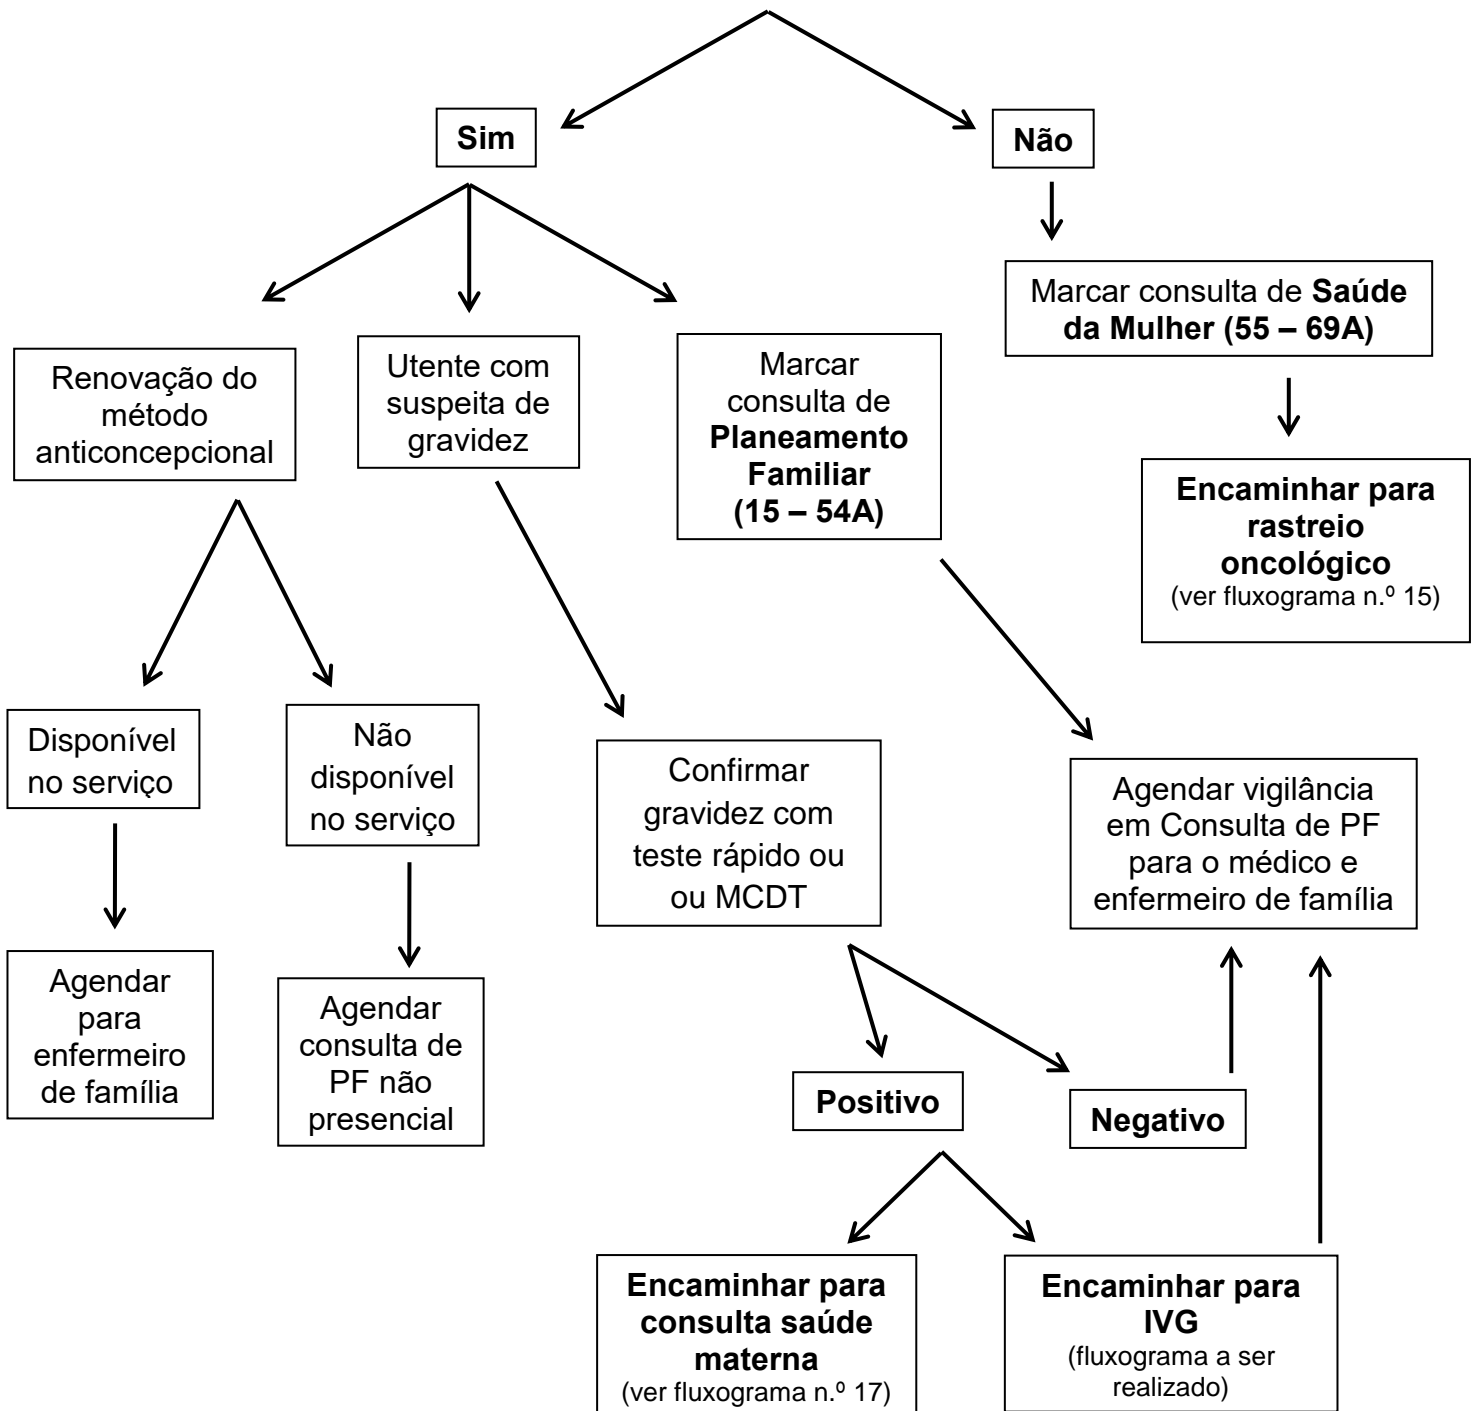 Sim
Não
Marcar consulta de Saúde
da Mulher (55 – 69A)
Renovação do
método
anticoncepcional
Utente com
suspeita de
gravidez
Marcar
consulta de
Planeamento
Familiar
(15 – 54A)
Encaminhar para
rastreio
oncológico
(ver fluxograma n.º 15)
Disponível
no serviço
Não
disponível
no serviço
Confirmar
gravidez com
teste rápido ou
ou MCDT
Agendar vigilância
em Consulta de PF
para o médico e
enfermeiro de família
Agendar
para
enfermeiro
de família
Agendar
consulta de
PF não
presencial
Positivo
Negativo
Encaminhar para
consulta saúde
materna
(ver fluxograma n.º 17)
Encaminhar para
IVG
(fluxograma a ser
realizado)